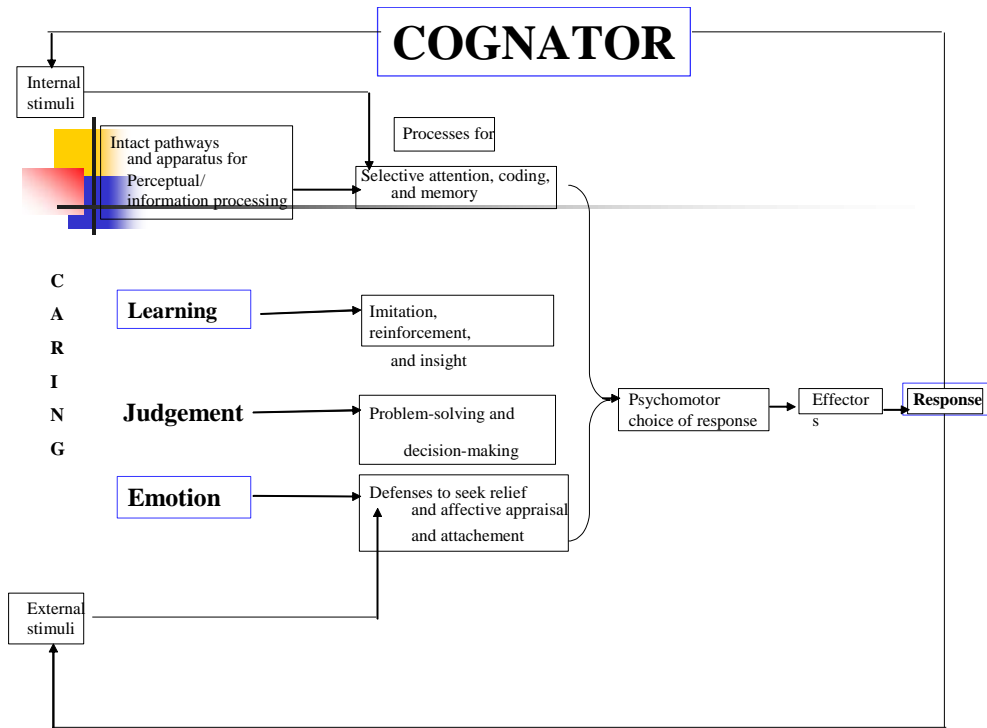 COGNATOR
Internal
stimuli
Processes for
Intact pathways
and apparatus for
Perceptual/
information processing
Selective attention, coding,
and memory
C
A
R
I
N
G
Learning
Imitation,
reinforcement,
and insight
Judgement
Problem-solving and
decision-making
Emotion
Defenses to seek relief
and affective appraisal
and attachement
Psychomotor
choice of response
Effector
s
Response
External
stimuli